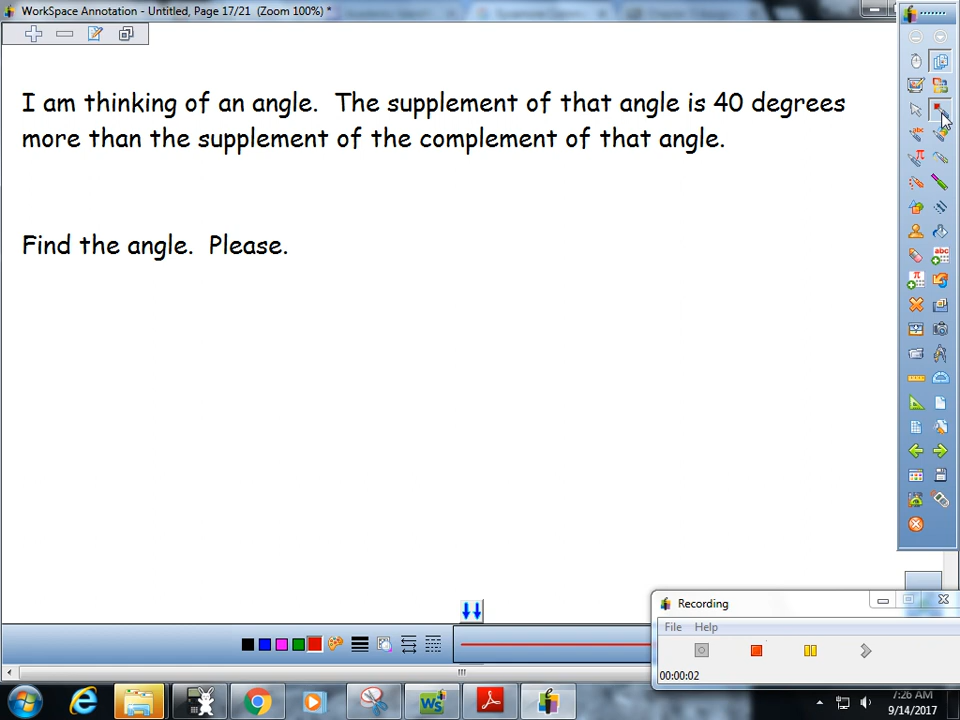 WorkSpace Annotation - Untitled, Page 17/21 (Zoom 100%) *
I am thinking of an angle. The supplement of that angle is 40 degrees
more than the supplement of the complement of that angle.
Find the angle. Please.
Recording
File Help
00:00:02
7:26 AM
9/14/2017